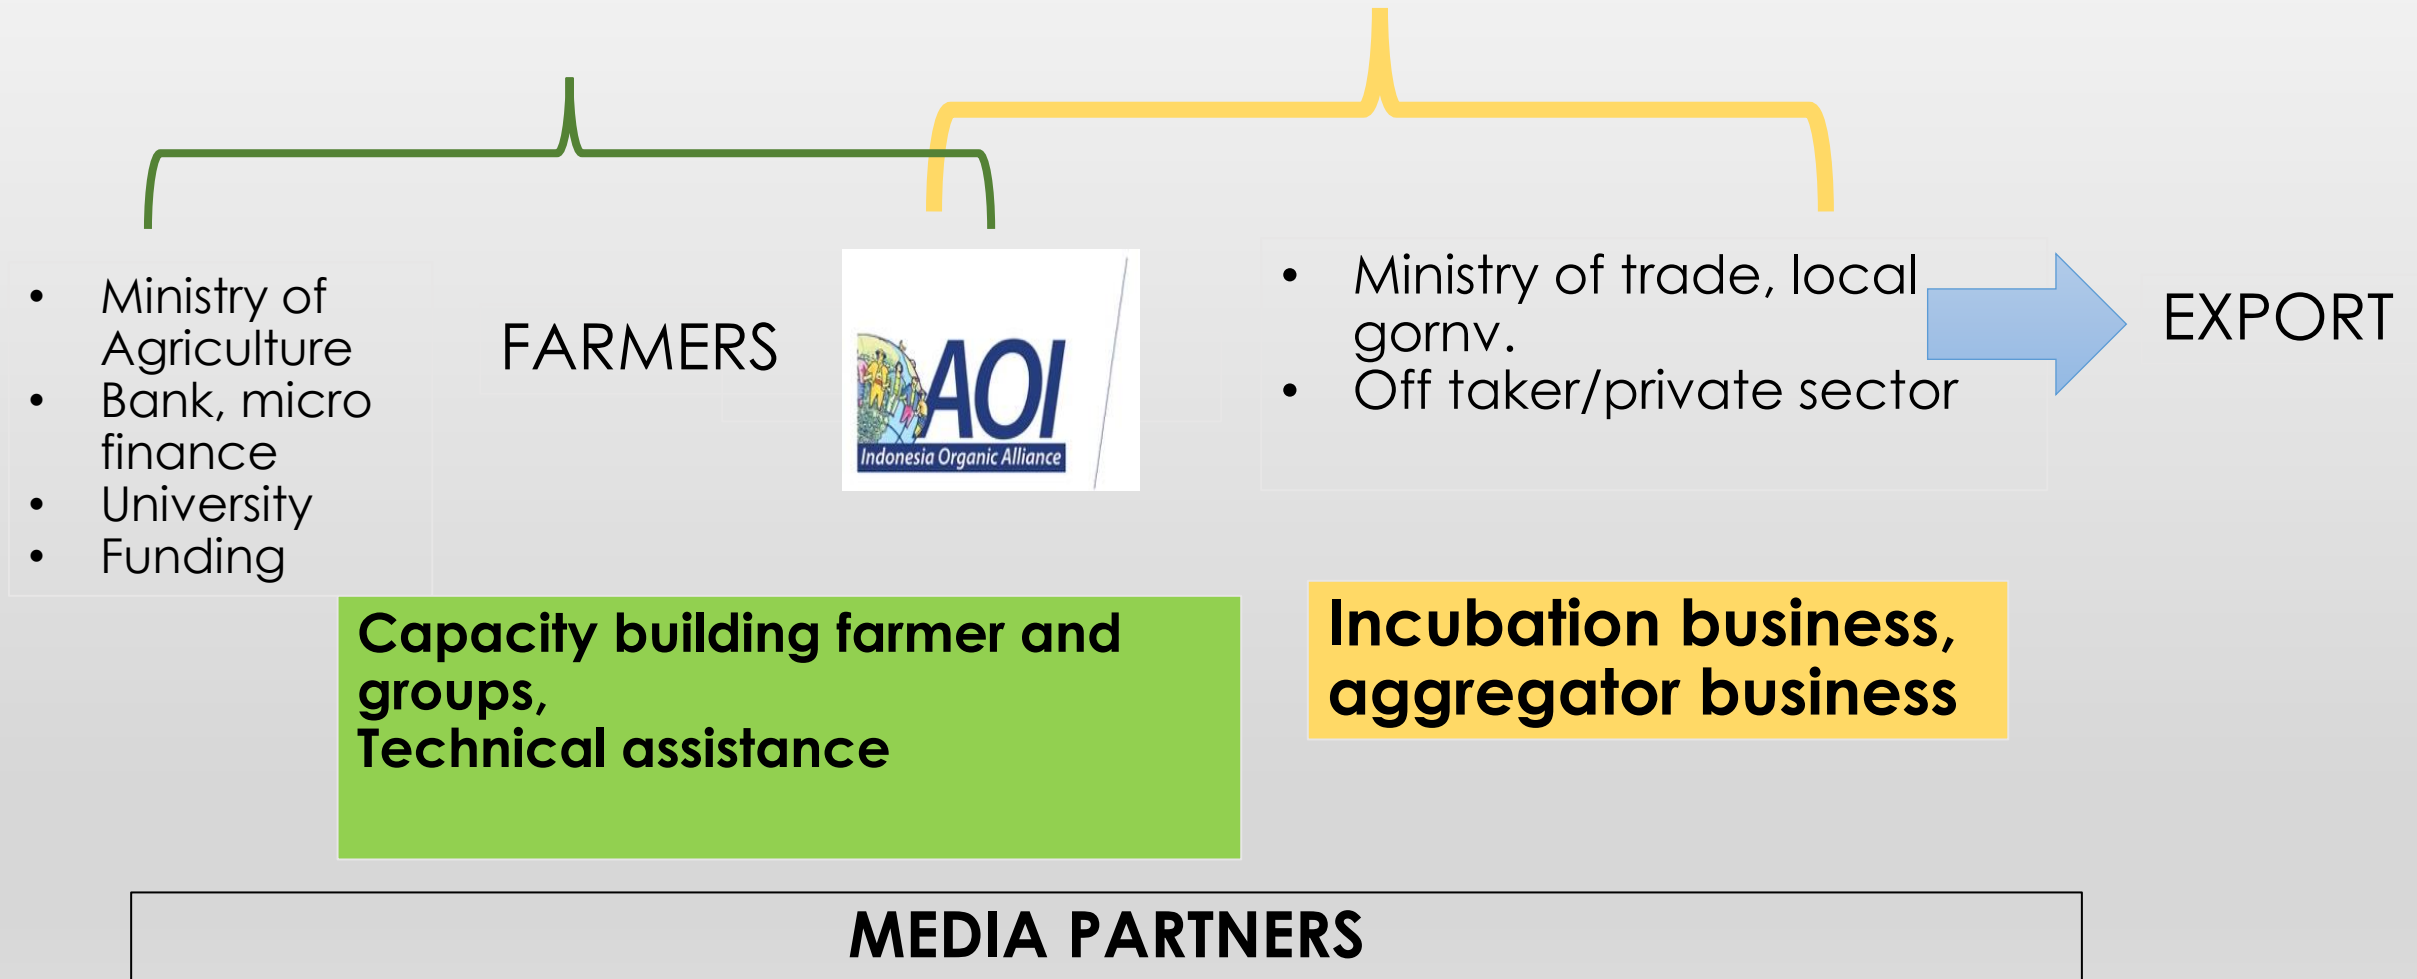 • Ministry of
Agriculture
• Bank, micro
finance
• University
• Funding
FARMERS
AOI
Indonesia Organic Alliance
• Ministry of trade, local
gornv.
• Off taker/private sector
EXPORT
Capacity building farmer and
groups,
Technical assistance
Incubation business,
aggregator business
MEDIA PARTNERS